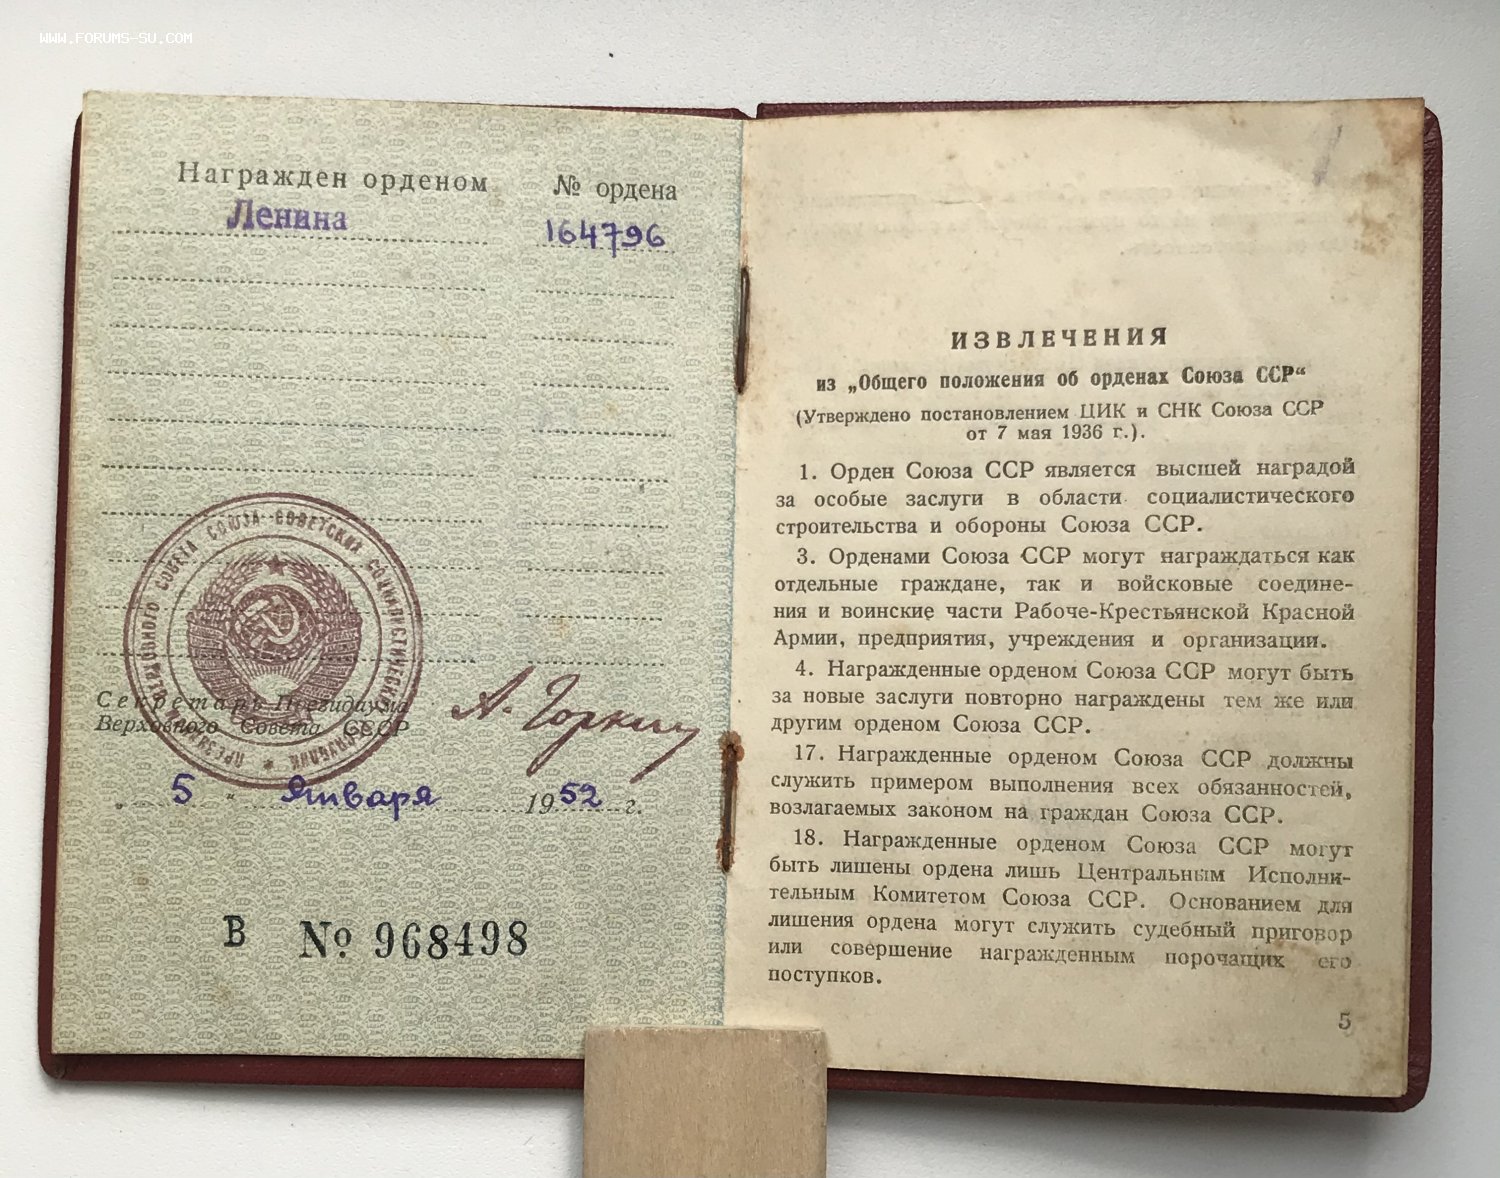 WWW.FORUMS-SU.COM
Награжден орденом № ордена
Ленина 164796
ПРЕЗИДИУМ ВЕРХОВНОГО СОВЕТА СОЮЗА СОВЕТСКИХ СОЦИАЛИСТИЧЕСКИХ РЕСПУБЛИК
Секретарь Президиума
Верховного Совета СССР
А. Горкин
„ 5 “ Января 1952 г.
В № 968498
ИЗВЛЕЧЕНИЯ
из „Общего положения об орденах Союза ССР“
(Утверждено постановлением ЦИК и СНК Союза ССР
от 7 мая 1936 г.).
1. Орден Союза ССР является высшей наградой
за особые заслуги в области социалистического
строительства и обороны Союза ССР.
3. Орденами Союза ССР могут награждаться как
отдельные граждане, так и войсковые соедине-
ния и воинские части Рабоче-Крестьянской Красной
Армии, предприятия, учреждения и организации.
4. Награжденные орденом Союза ССР могут быть
за новые заслуги повторно награждены тем же или
другим орденом Союза ССР.
17. Награжденные орденом Союза ССР должны
служить примером выполнения всех обязанностей,
возлагаемых законом на граждан Союза ССР.
18. Награжденные орденом Союза ССР могут
быть лишены ордена лишь Центральным Исполни-
тельным Комитетом Союза ССР. Основанием для
лишения ордена могут служить судебный приговор
или совершение награжденным порочащих его
поступков.
5